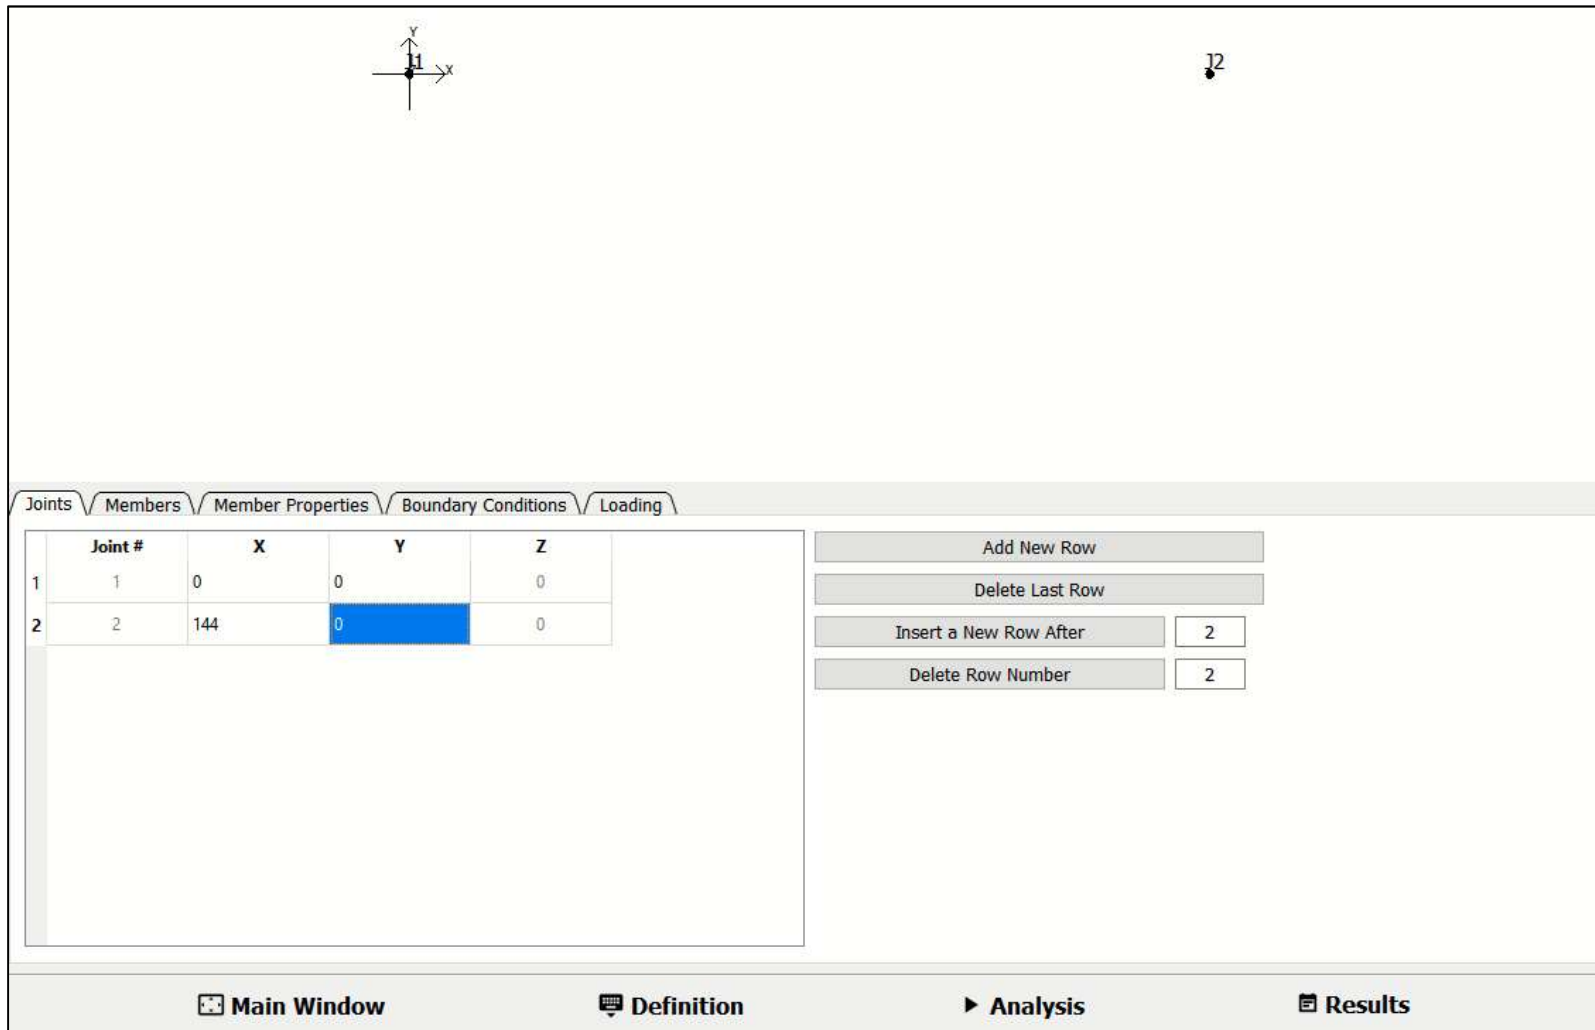 Y
J1 X
J2
Joints Members Member Properties Boundary Conditions Loading
Joint # X Y Z
1 1 0 0 0
2 2 144 0 0
Add New Row
Delete Last Row
Insert a New Row After 2
Delete Row Number 2
Main Window Definition Analysis Results